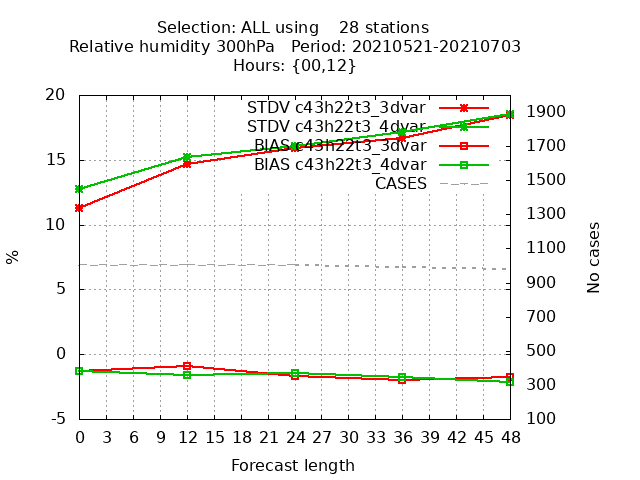 Selection: ALL using    28 stations
Relative humidity 300hPa   Period: 20210521-20210703
Hours: {00,12}
STDV c43h22t3_3dvar
STDV c43h22t3_4dvar
BIAS c43h22t3_3dvar
BIAS c43h22t3_4dvar
CASES
%
20
15
10
5
0
-5
No cases
1900
1700
1500
1300
1100
900
700
500
300
100
0 3 6 9 12 15 18 21 24 27 30 33 36 39 42 45 48
Forecast length